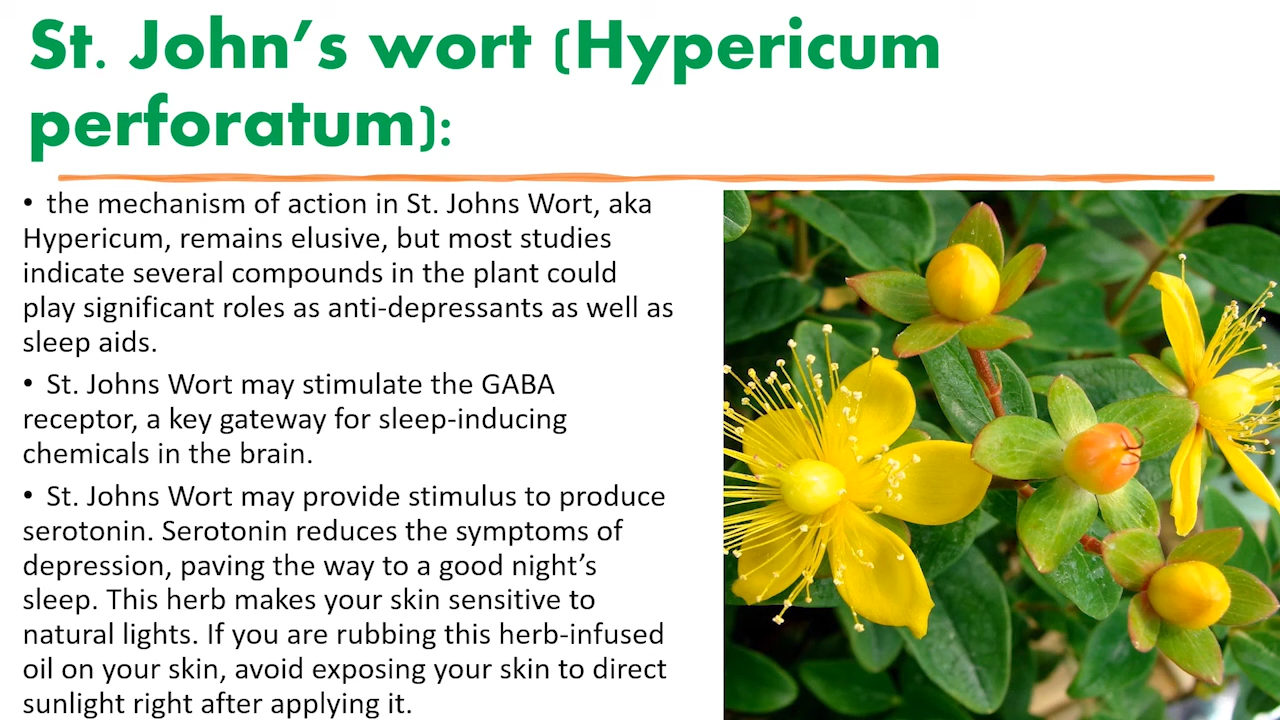 St. John’s wort (Hypericum
perforatum):
• the mechanism of action in St. Johns Wort, aka
Hypericum, remains elusive, but most studies
indicate several compounds in the plant could
play significant roles as anti-depressants as well as
sleep aids.
• St. Johns Wort may stimulate the GABA
receptor, a key gateway for sleep-inducing
chemicals in the brain.
• St. Johns Wort may provide stimulus to produce
serotonin. Serotonin reduces the symptoms of
depression, paving the way to a good night’s
sleep. This herb makes your skin sensitive to
natural lights. If you are rubbing this herb-infused
oil on your skin, avoid exposing your skin to direct
sunlight right after applying it.